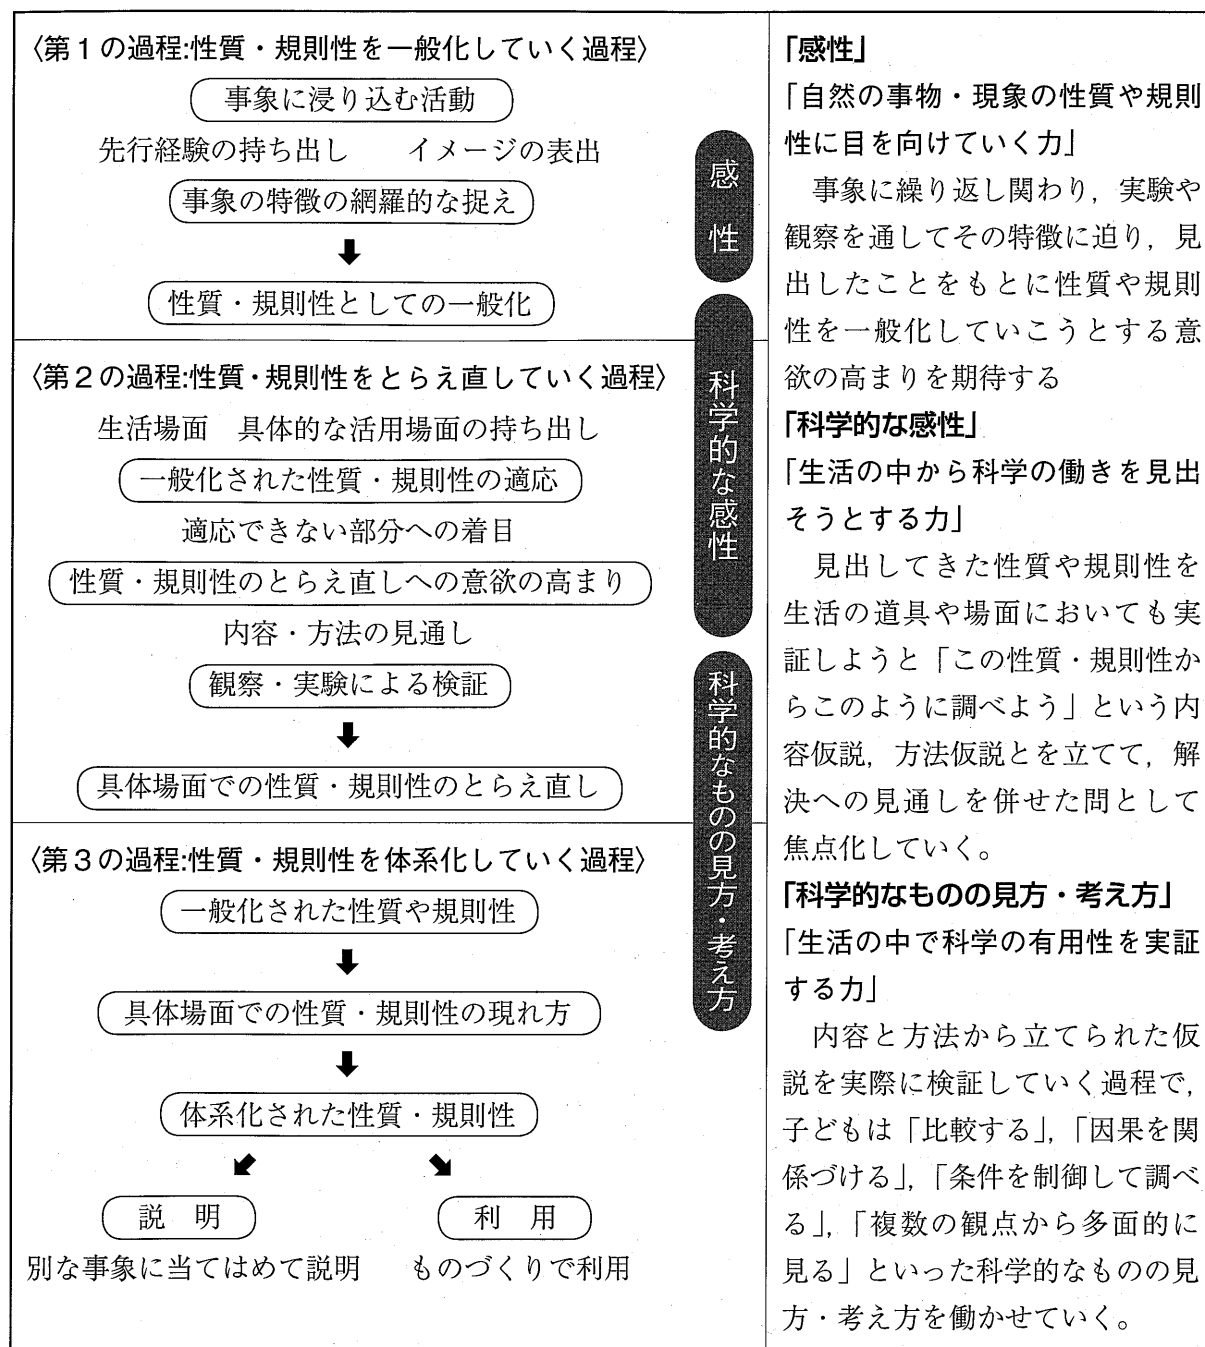 〈第1の過程:性質・規則性を一般化していく過程〉
事象に浸り込む活動
先行経験の持ち出し　イメージの表出
事象の特徴の網羅的な捉え
性質・規則性としての一般化
〈第2の過程:性質・規則性をとらえ直していく過程〉
生活場面　具体的な活用場面の持ち出し
一般化された性質・規則性の適応
適応できない部分への着目
性質・規則性のとらえ直しへの意欲の高まり
内容・方法の見通し
観察・実験による検証
具体場面での性質・規則性のとらえ直し
〈第3の過程:性質・規則性を体系化していく過程〉
一般化された性質や規則性
具体場面での性質・規則性の現れ方
体系化された性質・規則性
説　明　　利　用
別な事象に当てはめて説明　ものづくりで利用
感性
科学的な感性
科学的なものの見方・考え方
「感性」
「自然の事物・現象の性質や規則
性に目を向けていく力」
事象に繰り返し関わり，実験や
観察を通してその特徴に迫り，見
出したことをもとに性質や規則
性を一般化していこうとする意
欲の高まりを期待する
「科学的な感性」
「生活の中から科学の働きを見出
そうとする力」
見出してきた性質や規則性を
生活の道具や場面においても実
証しようと「この性質・規則性か
らこのように調べよう」という内
容仮説，方法仮説とを立てて，解
決への見通しを併せた問として
焦点化していく。
「科学的なものの見方・考え方」
「生活の中で科学の有用性を実証
する力」
内容と方法から立てられた仮
説を実際に検証していく過程で，
子どもは「比較する」，「因果を関
係づける」，「条件を制御して調べ
る」，「複数の観点から多面的に
見る」といった科学的なものの見
方・考え方を働かせていく。